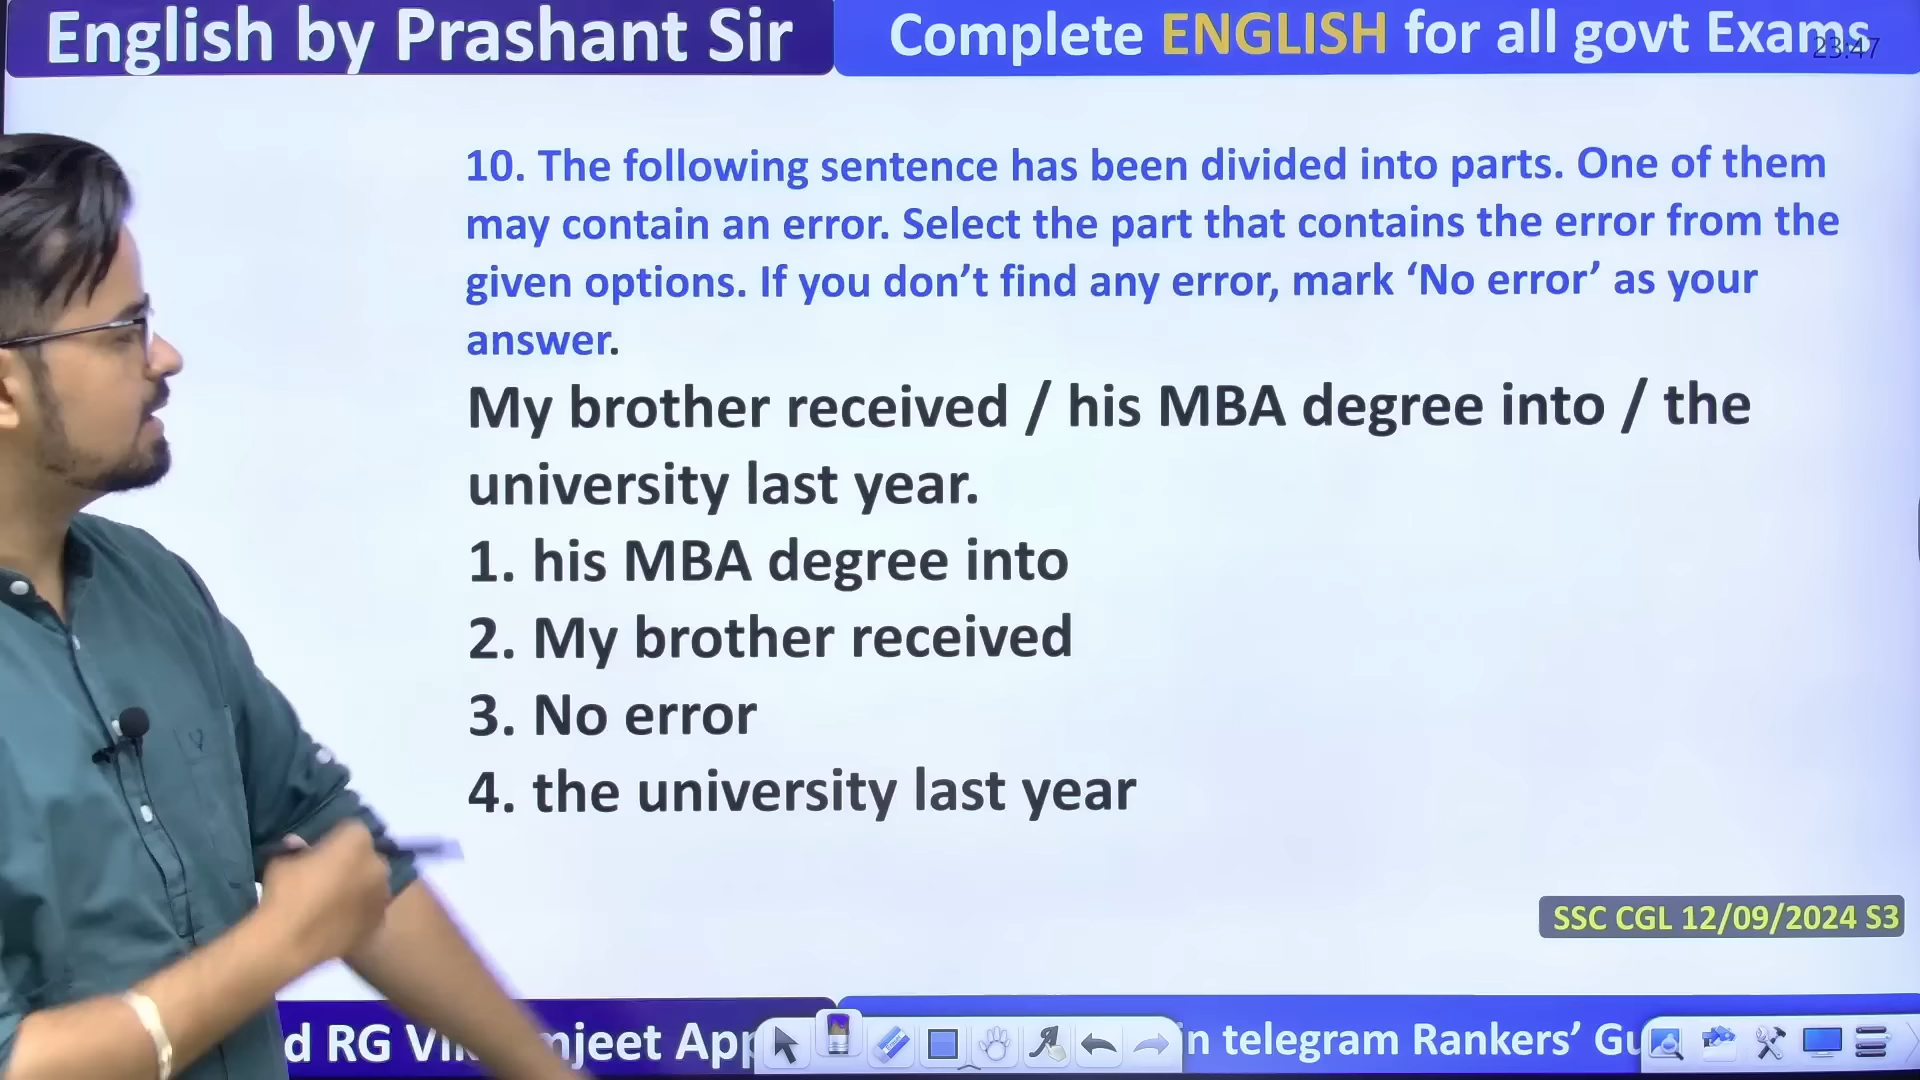 English by Prashant Sir
Complete ENGLISH for all govt Exams
23:47
10. The following sentence has been divided into parts. One of them
may contain an error. Select the part that contains the error from the
given options. If you don’t find any error, mark ‘No error’ as your
answer.
My brother received / his MBA degree into / the
university last year.
1. his MBA degree into
2. My brother received
3. No error
4. the university last year
SSC CGL 12/09/2024 S3
RG
App
telegram Rankers’